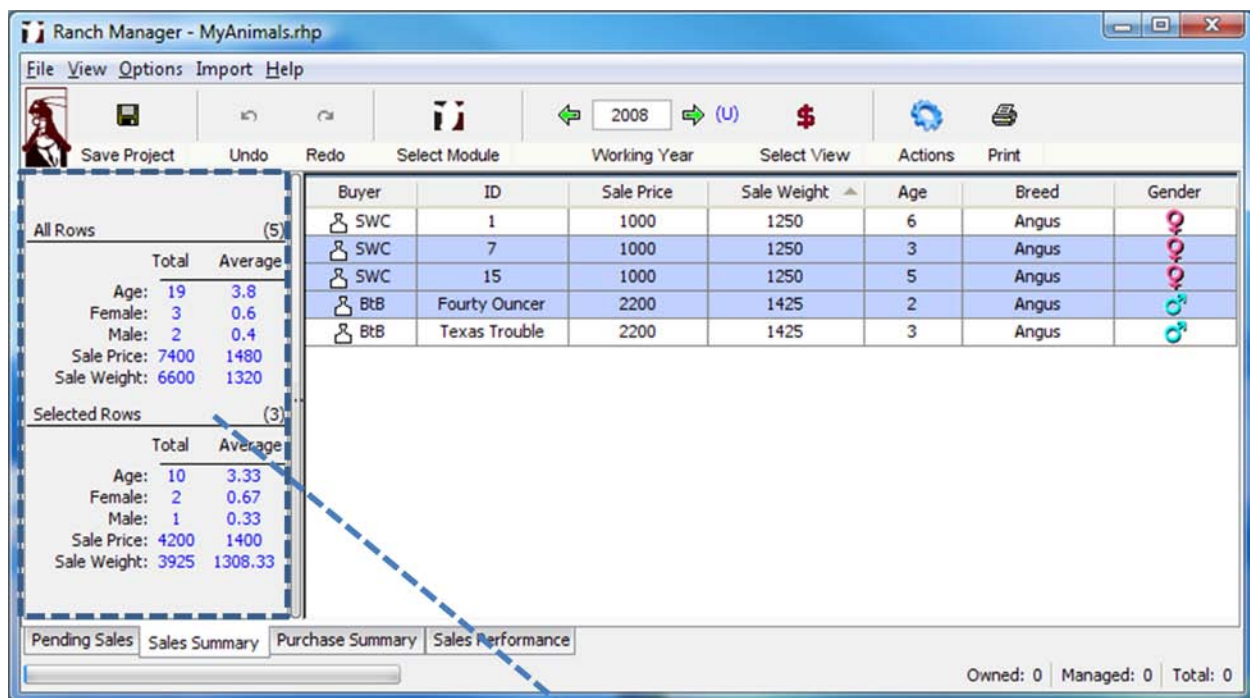 Ranch Manager - MyAnimals.rhp
File View Options Import Help
2008 (U) $
Save Project Undo Redo Select Module Working Year Select View Actions Print
All Rows (5)
Total Average
Age: 19 3.8
Female: 3 0.6
Male: 2 0.4
Sale Price: 7400 1480
Sale Weight: 6600 1320
Selected Rows (3)
Total Average
Age: 10 3.33
Female: 2 0.67
Male: 1 0.33
Sale Price: 4200 1400
Sale Weight: 3925 1308.33
Buyer ID Sale Price Sale Weight Age Breed Gender
SWC 1 1000 1250 6 Angus ♀
SWC 7 1000 1250 3 Angus ♀
SWC 15 1000 1250 5 Angus ♀
BtB Fourty Ouncer 2200 1425 2 Angus ♂
BtB Texas Trouble 2200 1425 3 Angus ♂
Pending Sales Sales Summary Purchase Summary Sales Performance
Owned: 0 Managed: 0 Total: 0